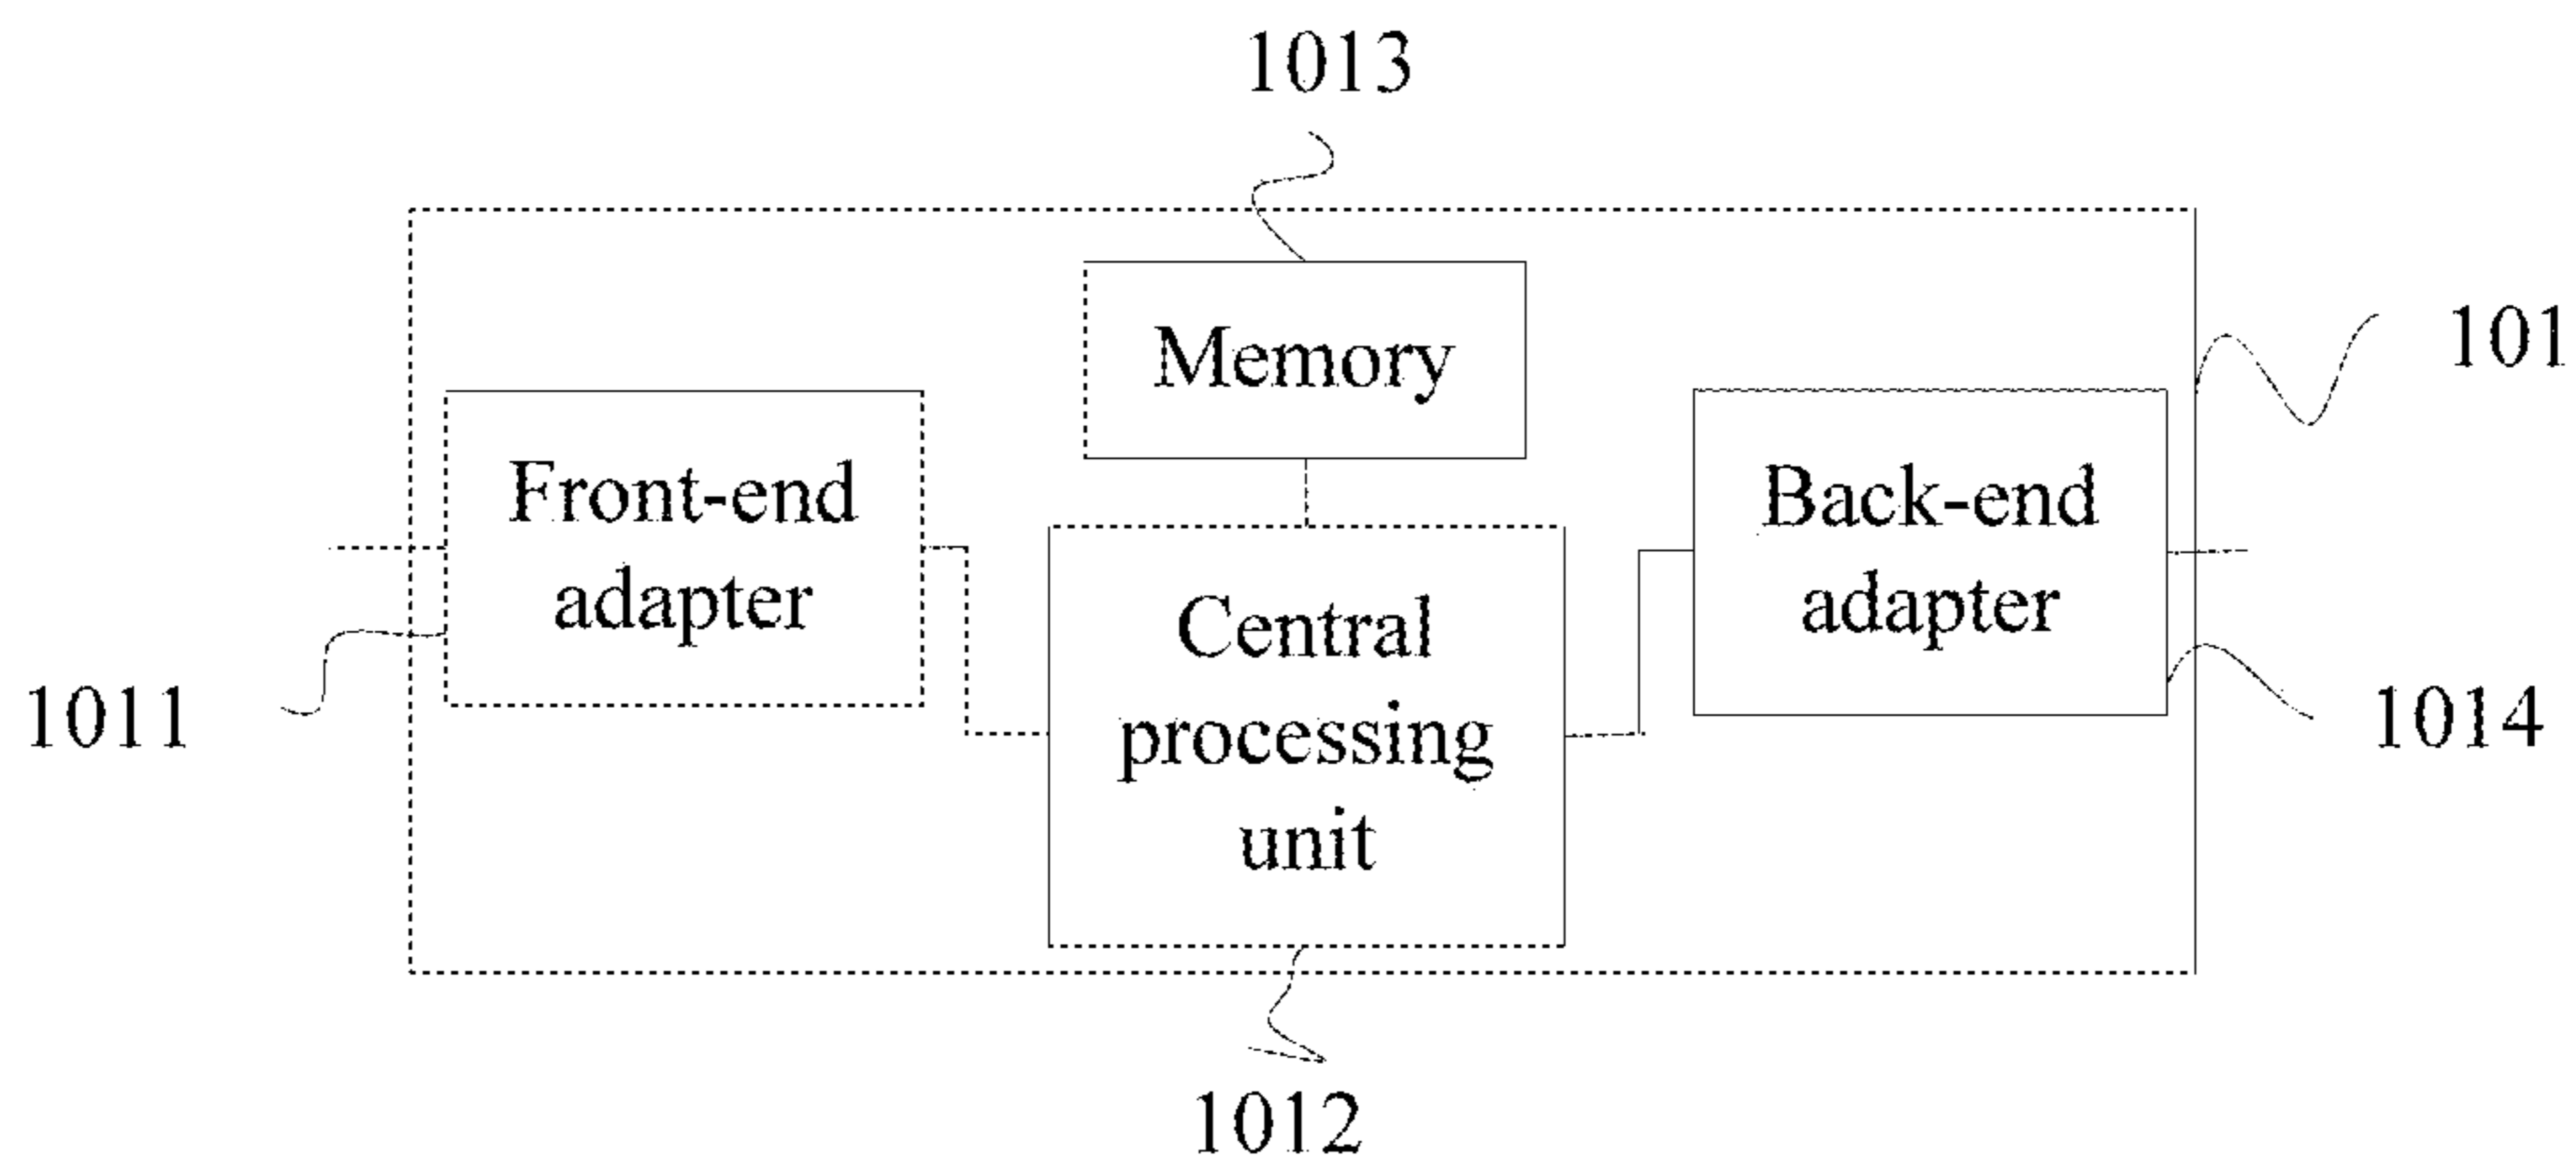 1013
Memory
101
Front-end
adapter
Back-end
adapter
Central
processing
unit
1011
1014
1012